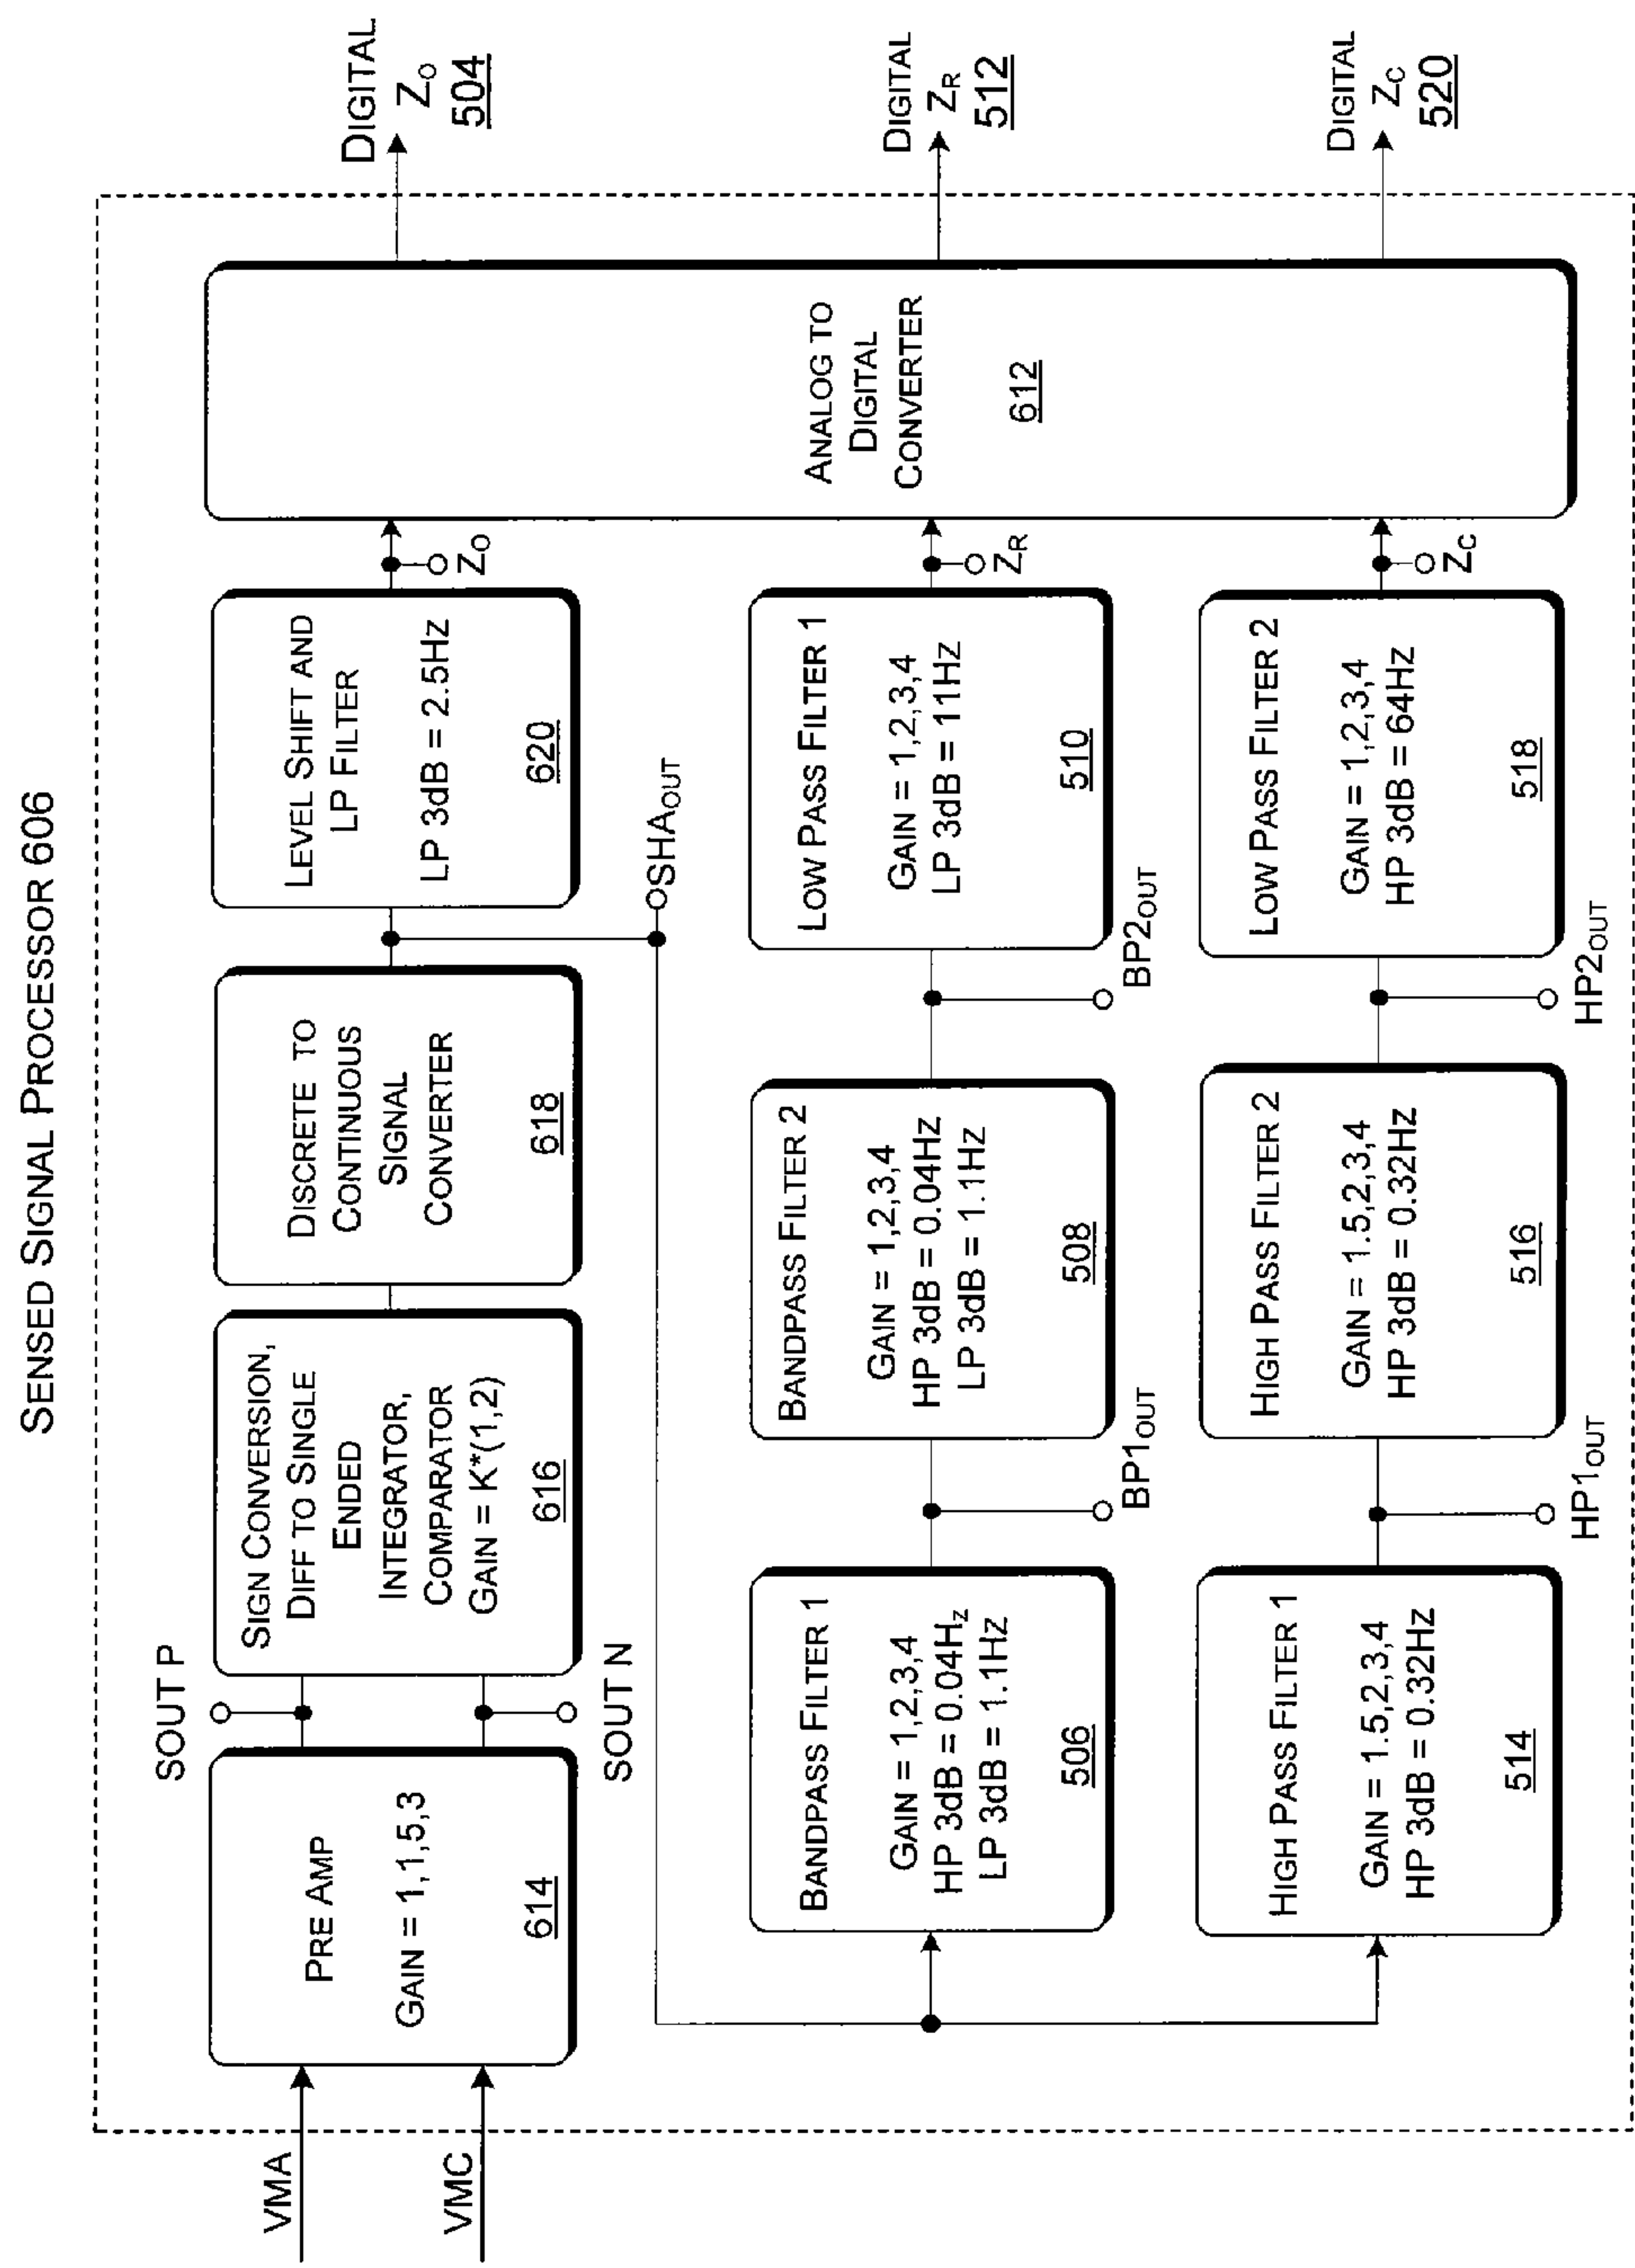 SENSED SIGNAL PROCESSOR 606
VMA
VMC
PRE AMP
GAIN = 1,1,5,3
614
SOUT P
SOUT N
SIGN CONVERSION,
DIFF TO SINGLE
ENDED
INTEGRATOR,
COMPARATOR
GAIN = K*(1,2)
616
DISCRETE TO
CONTINUOUS
SIGNAL
CONVERTER
618
SHAOUT
LEVEL SHIFT AND
LP FILTER
LP 3dB = 2.5Hz
620
ZO
BANDPASS FILTER 1
GAIN = 1,2,3,4
HP 3dB = 0.04Hz
LP 3dB = 1.1Hz
506
BP1OUT
BANDPASS FILTER 2
GAIN = 1,2,3,4
HP 3dB = 0.04Hz
LP 3dB = 1.1Hz
508
BP2OUT
LOW PASS FILTER 1
GAIN = 1,2,3,4
LP 3dB = 11Hz
510
ZR
HIGH PASS FILTER 1
GAIN = 1.5,2,3,4
HP 3dB = 0.32Hz
514
HP1OUT
HIGH PASS FILTER 2
GAIN = 1.5,2,3,4
HP 3dB = 0.32Hz
516
HP2OUT
LOW PASS FILTER 2
GAIN = 1,2,3,4
HP 3dB = 64Hz
518
ZC
ANALOG TO
DIGITAL
CONVERTER
612
DIGITAL
ZO
504
DIGITAL
ZR
512
DIGITAL
ZC
520